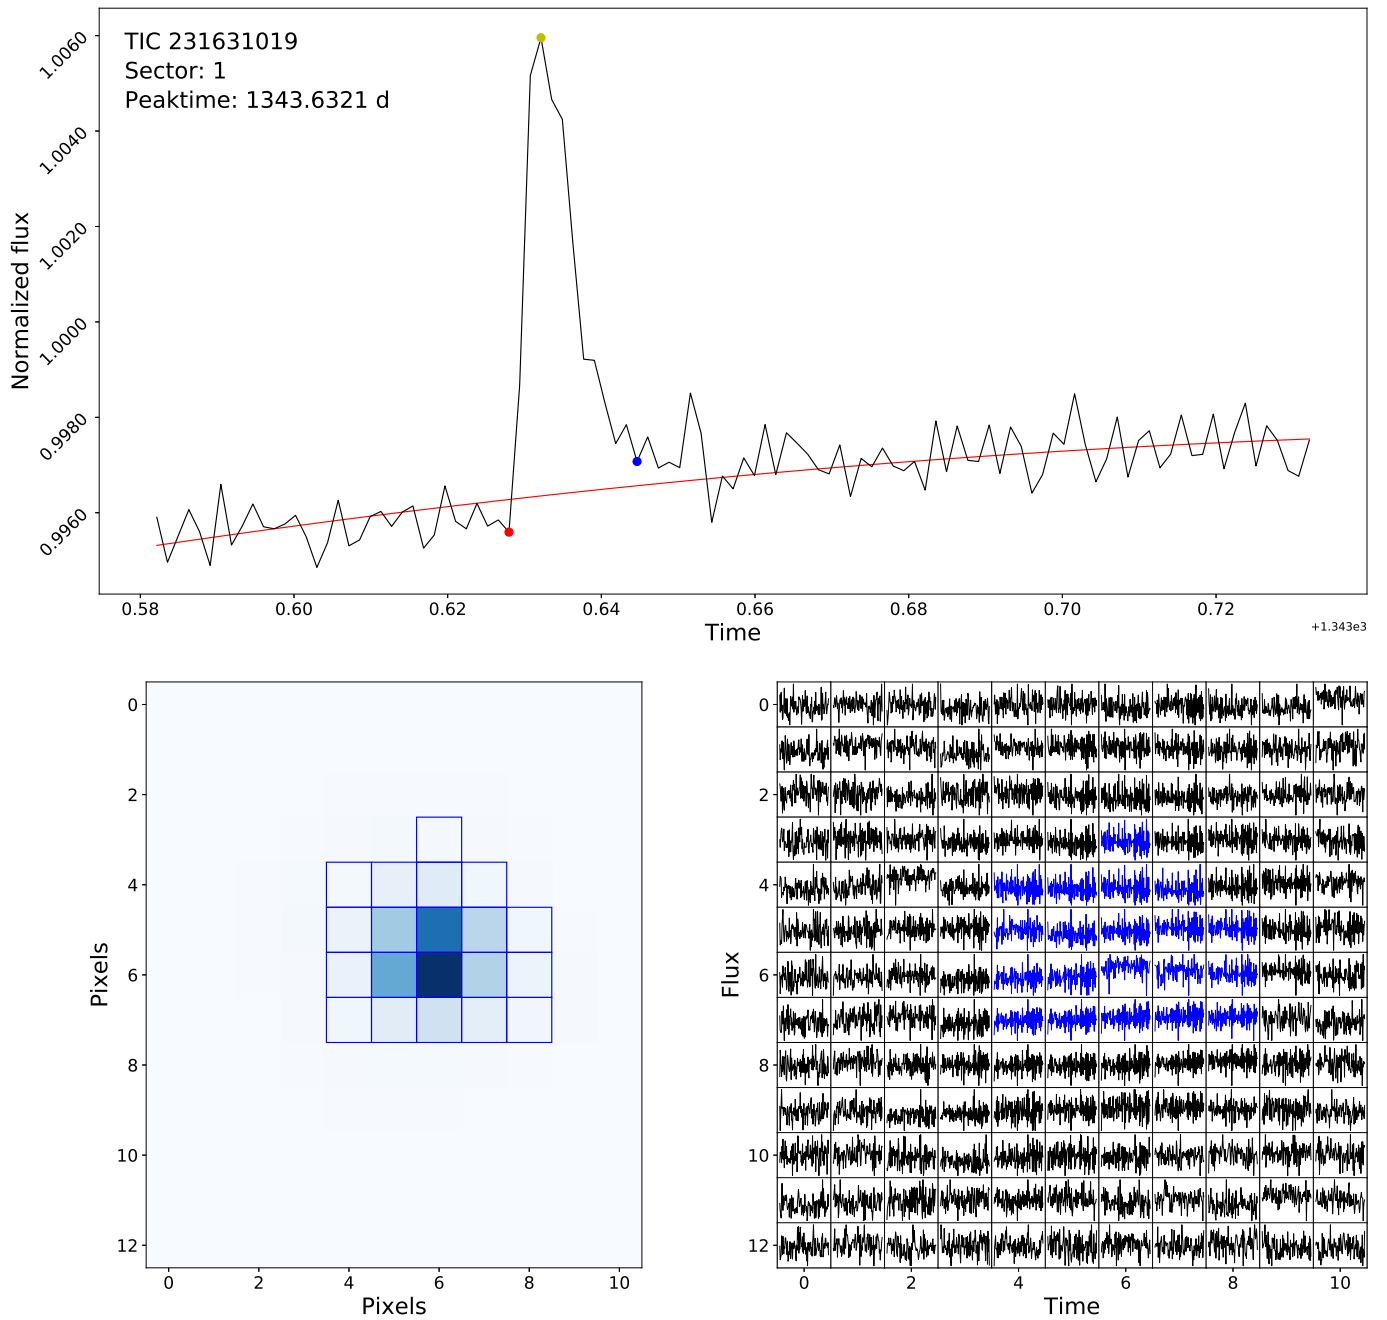 TIC 231631019
Sector: 1
Peaktime: 1343.6321 d
Normalized flux
1.0060
1.0040
1.0020
1.0000
0.9980
0.9960
0.58 0.60 0.62 0.64 0.66 0.68 0.70 0.72
Time
+1.343e3
Pixels
0
2
4
6
8
10
12
0 2 4 6 8 10
Pixels
Flux
0
2
4
6
8
10
12
0 2 4 6 8 10
Time